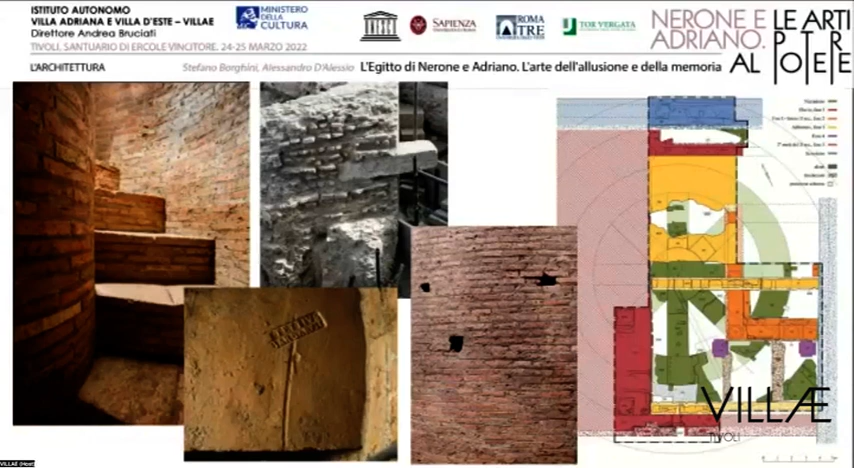 ISTITUTO AUTONOMO
VILLA ADRIANA E VILLA D'ESTE – VILLAE
Direttore Andrea Bruciati
TIVOLI, SANTUARIO DI ERCOLE VINCITORE. 24-25 MARZO 2022
MINISTERO
DELLA
CULTURA
UNESCO
SAPIENZA
ROMA
TRE
TOR VERGATA
NERONE E
ADRIANO.
LE ARTI
AL POTERE
L'ARCHITETTURA
Stefano Borghini, Alessandro D'Alessio L'Egitto di Nerone e Adriano. L'arte dell'allusione e della memoria
VILLÆ
TIVOLI
VILLAE (Host)